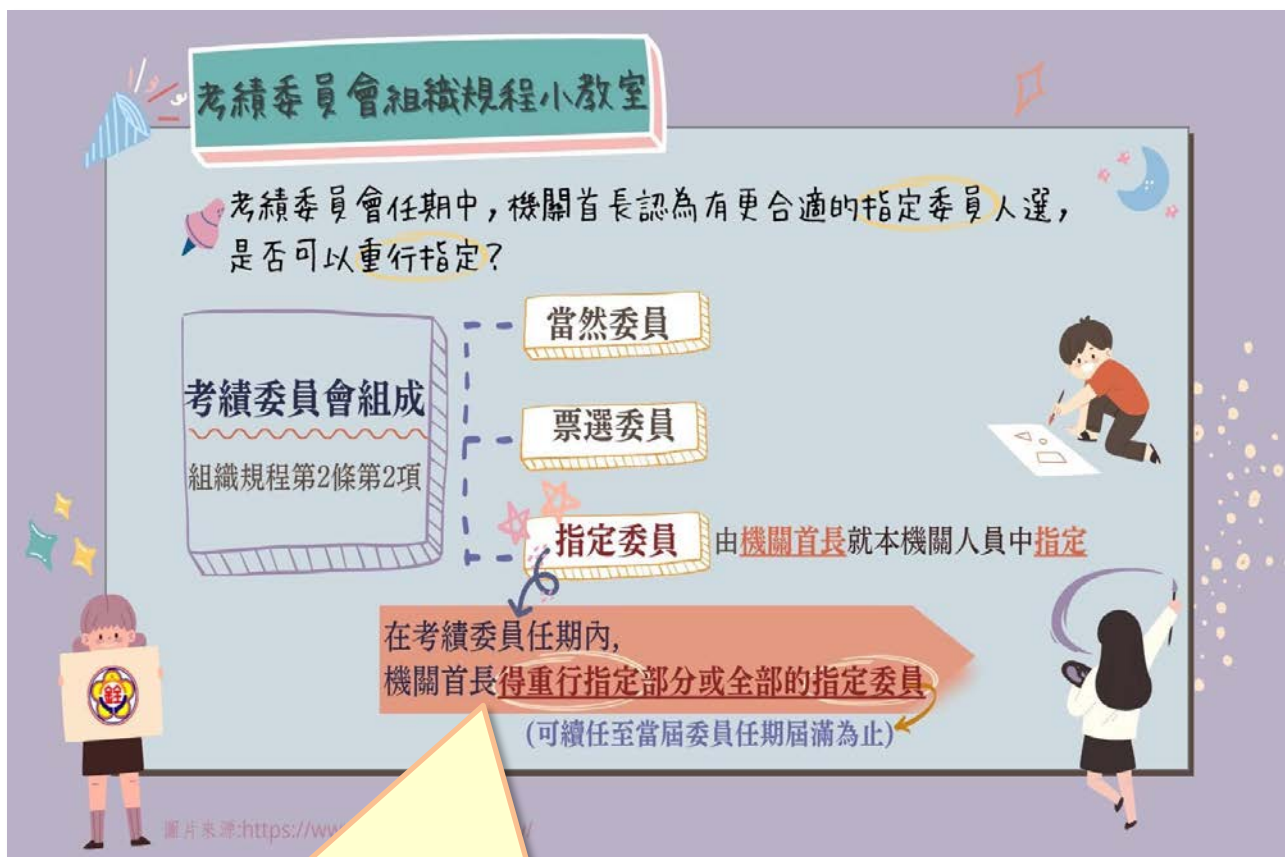 考績委員會組織規程小教室
考績委員會任期中，機關首長認為有更合適的指定委員人選，
是否可以重行指定？
考績委員會組成
組織規程第2條第2項
當然委員
票選委員
指定委員
由機關首長就本機關人員中指定
在考績委員任期內，
機關首長得重行指定部分或全部的指定委員
(可續任至當屆委員任期屆滿為止)
銓
圖片來源:https://ww